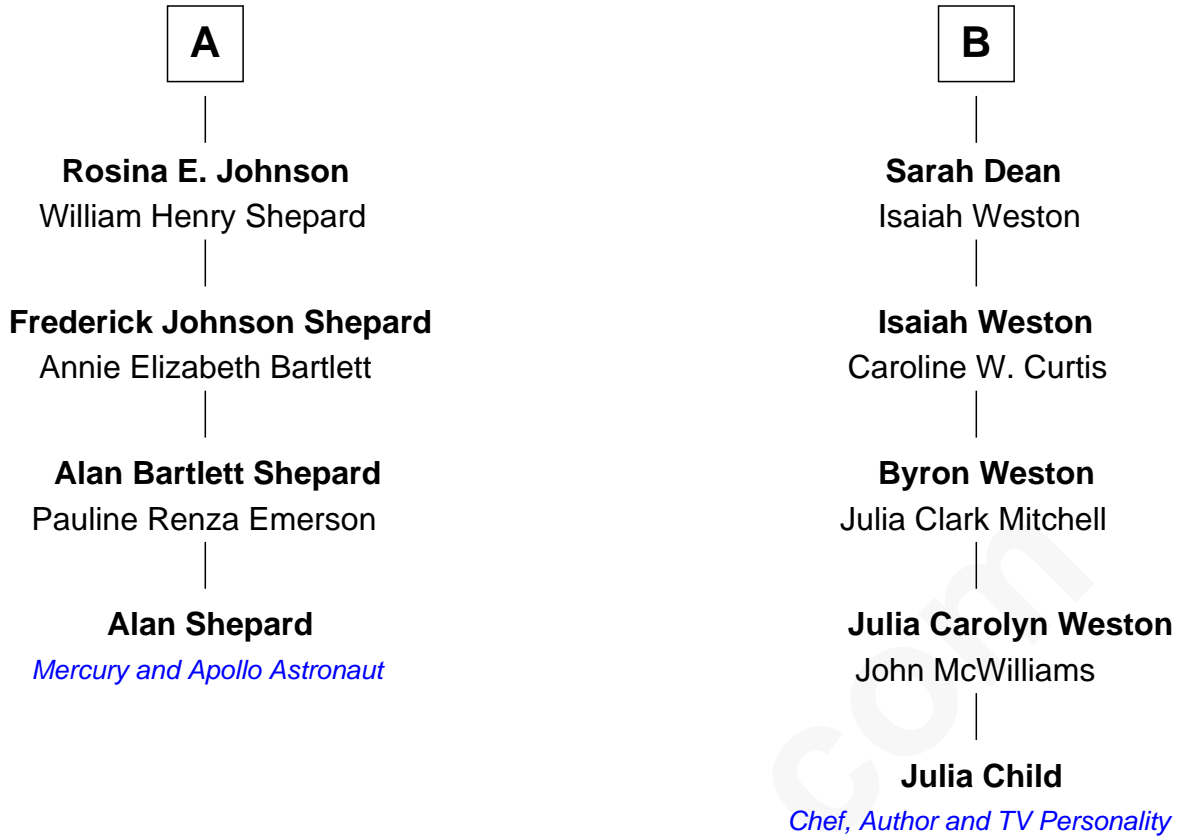 A
Rosina E. Johnson
William Henry Shepard
Frederick Johnson Shepard
Annie Elizabeth Bartlett
Alan Bartlett Shepard
Pauline Renza Emerson
Alan Shepard
Mercury and Apollo Astronaut
B
Sarah Dean
Isaiah Weston
Isaiah Weston
Caroline W. Curtis
Byron Weston
Julia Clark Mitchell
Julia Carolyn Weston
John McWilliams
Julia Child
Chef, Author and TV Personality
com